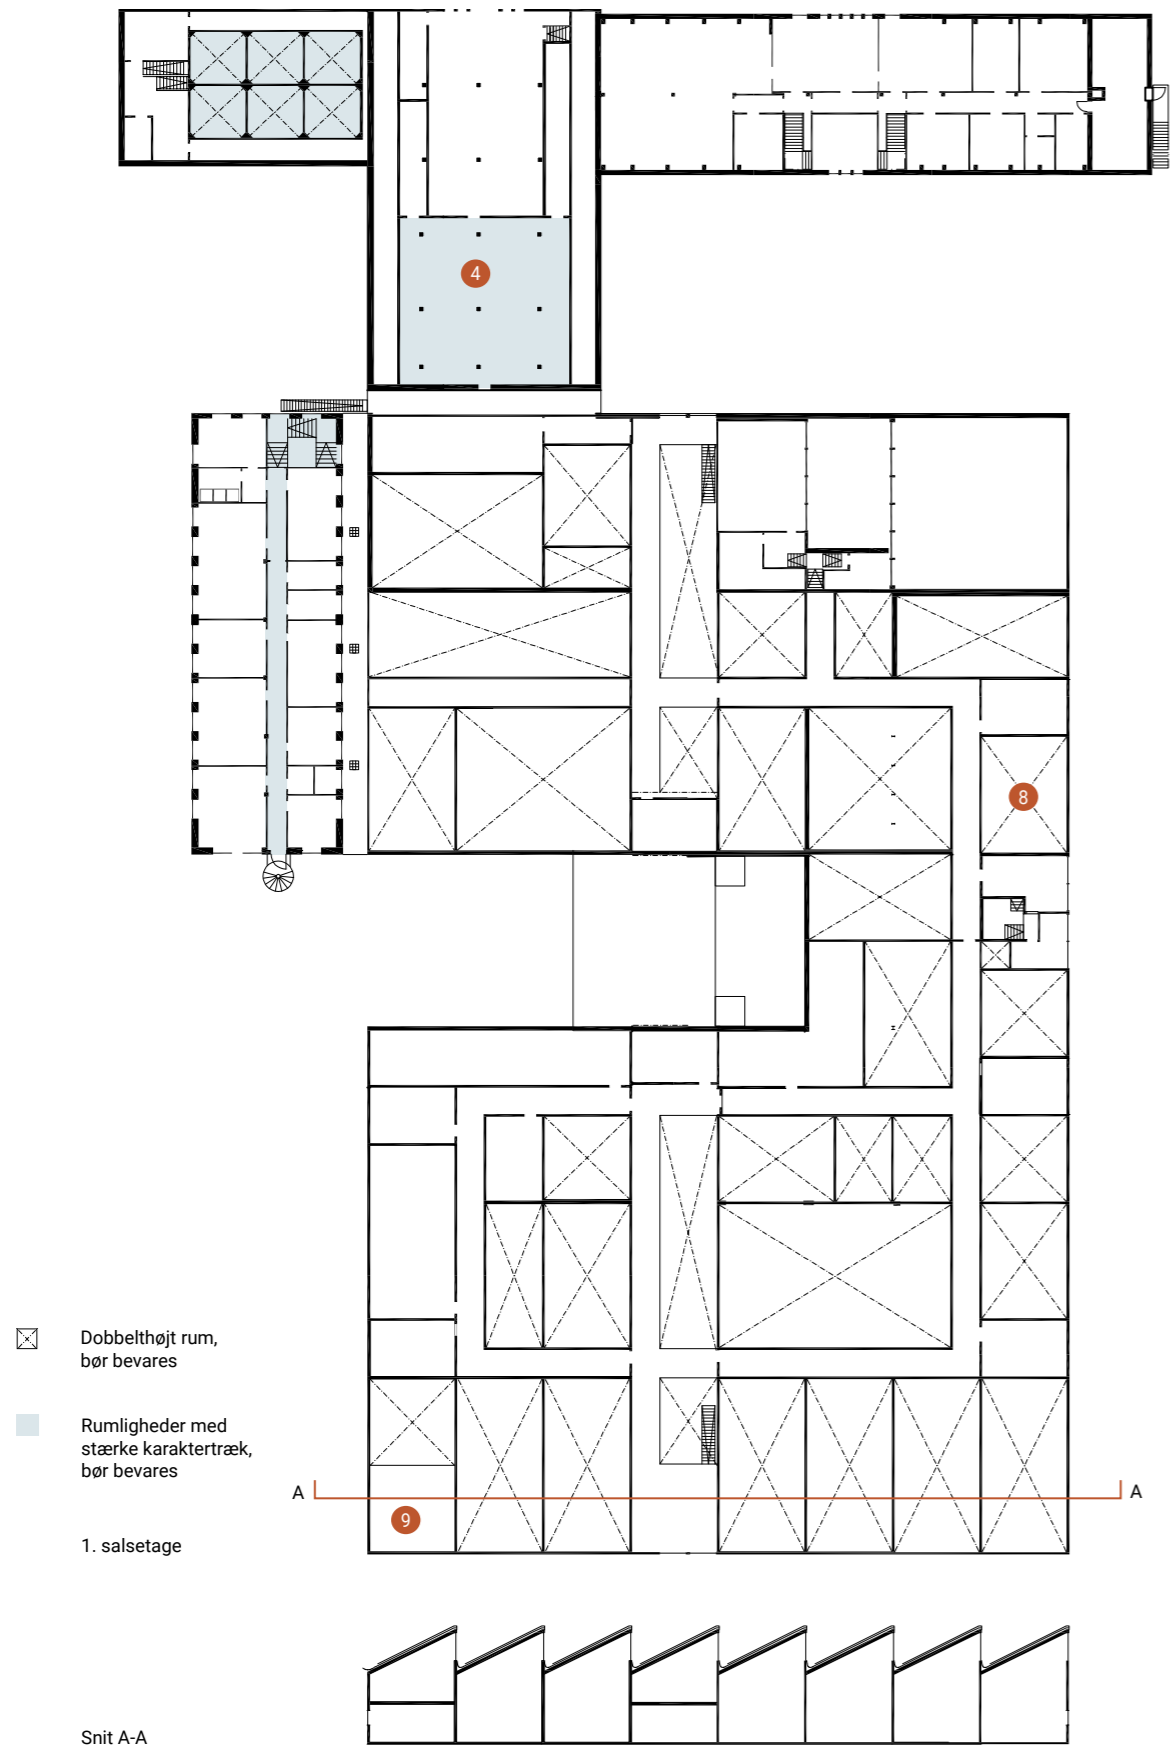 4
8
Dobbelthøjt rum,
bør bevares
Rumligheder med
stærke karaktertræk,
bør bevares
A
A
9
1. salsetage
Snit A-A